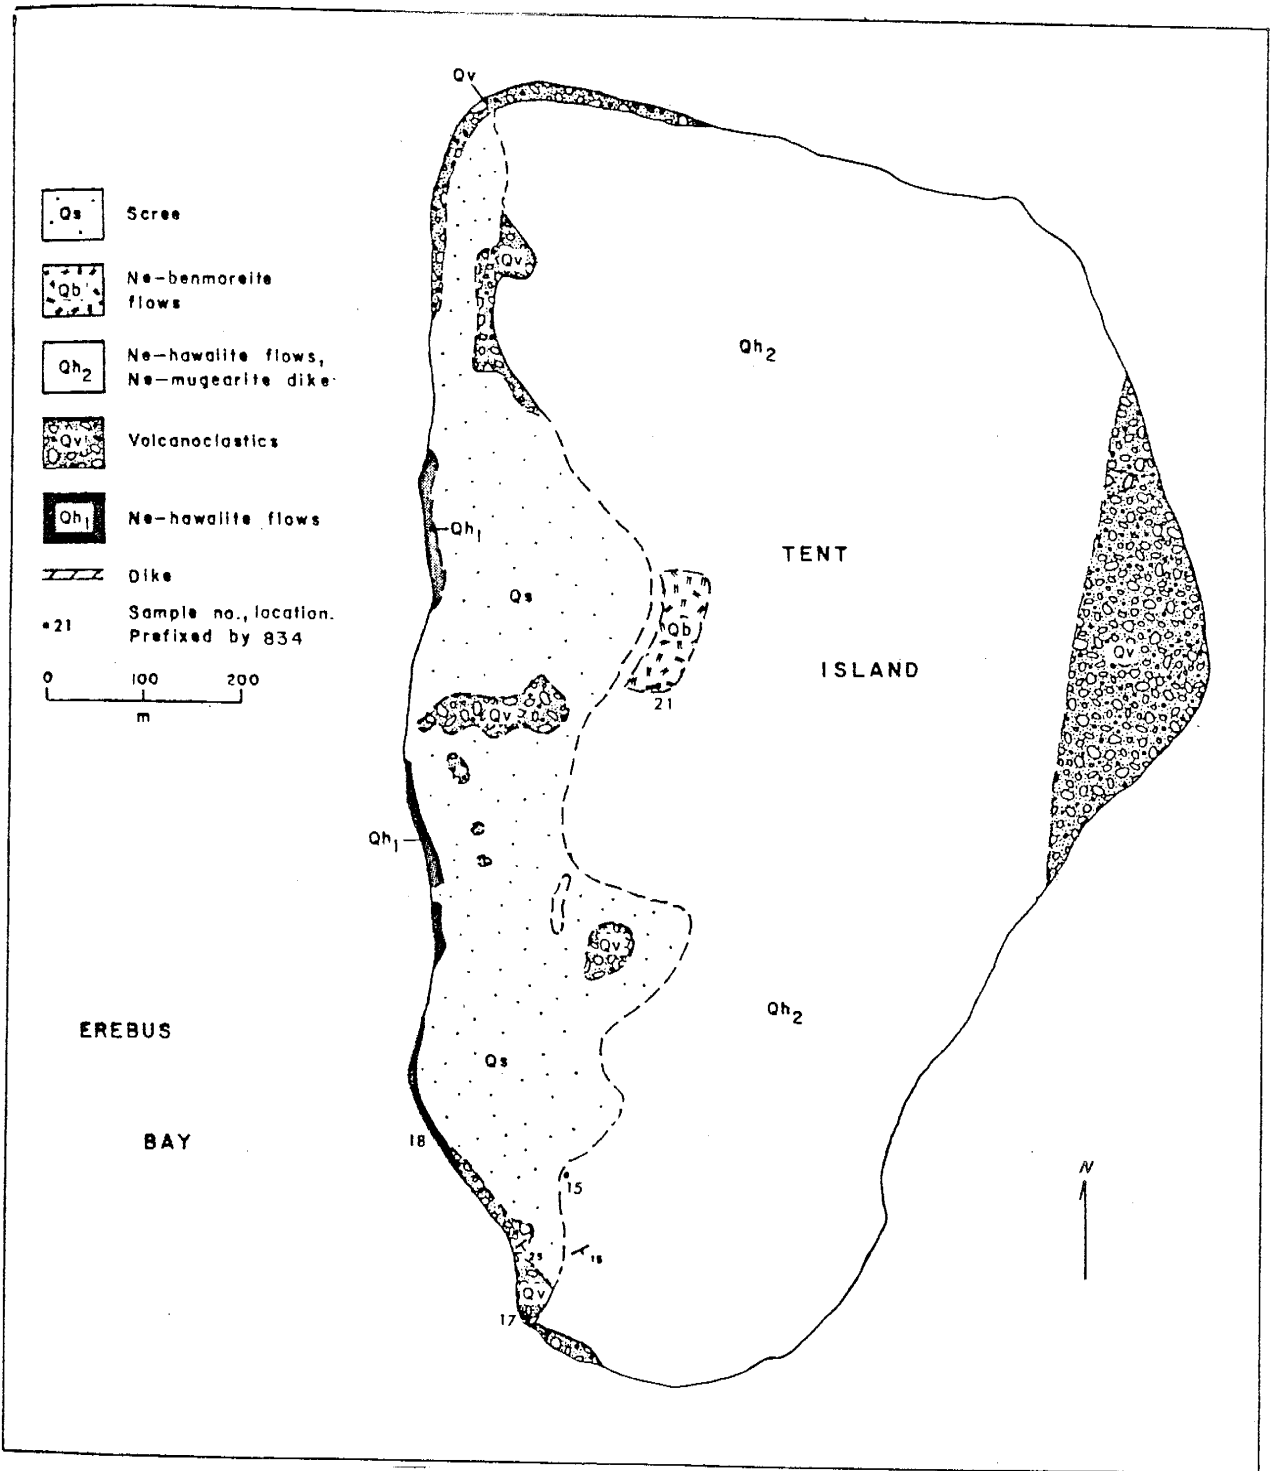 Qv
Qs Scree
Qb Ne-benmoreite
flows
Qh2 Ne-hawaiite flows,
Ne-mugearite dike
Qv Volcanoclastics
Qh1 Ne-hawaiite flows
Dike
21 Sample no., location.
Prefixed by 834
0 100 200
m
Qv
Qh2
Qh1
TENT
Qs
Qb
ISLAND
Qv
21
Qv
Qh1
Qv
Qh2
EREBUS
Qs
BAY
18
N
15
25
Qv
17